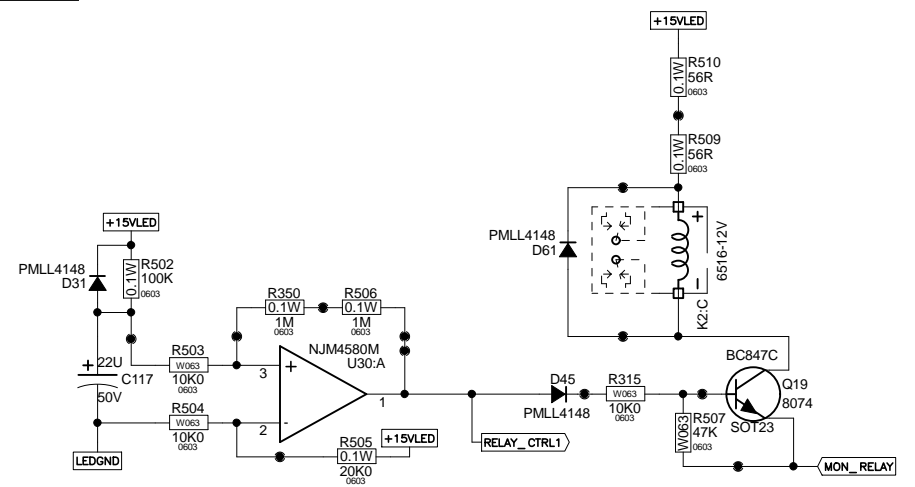 +15VLED
0.1W
R510
56R
0603
0.1W
R509
56R
0603
PMLL4148
D61
+
6516-12V
-
K2:C
+15VLED
PMLL4148
D31
0.1W
R502
100K
0603
R350
0.1W
1M
0603
R506
0.1W
1M
0603
NJM4580M
U30:A
+ 22U
C117
50V
R503
W063
10K0
0603
3
+
1
2
-
R504
W063
10K0
0603
R505
0.1W
20K0
0603
+15VLED
LEDGND
RELAY_CTRL1
D45
PMLL4148
R315
W063
10K0
0603
W063
R507
47K
0603
BC847C
Q19
8074
SOT23
MON_RELAY